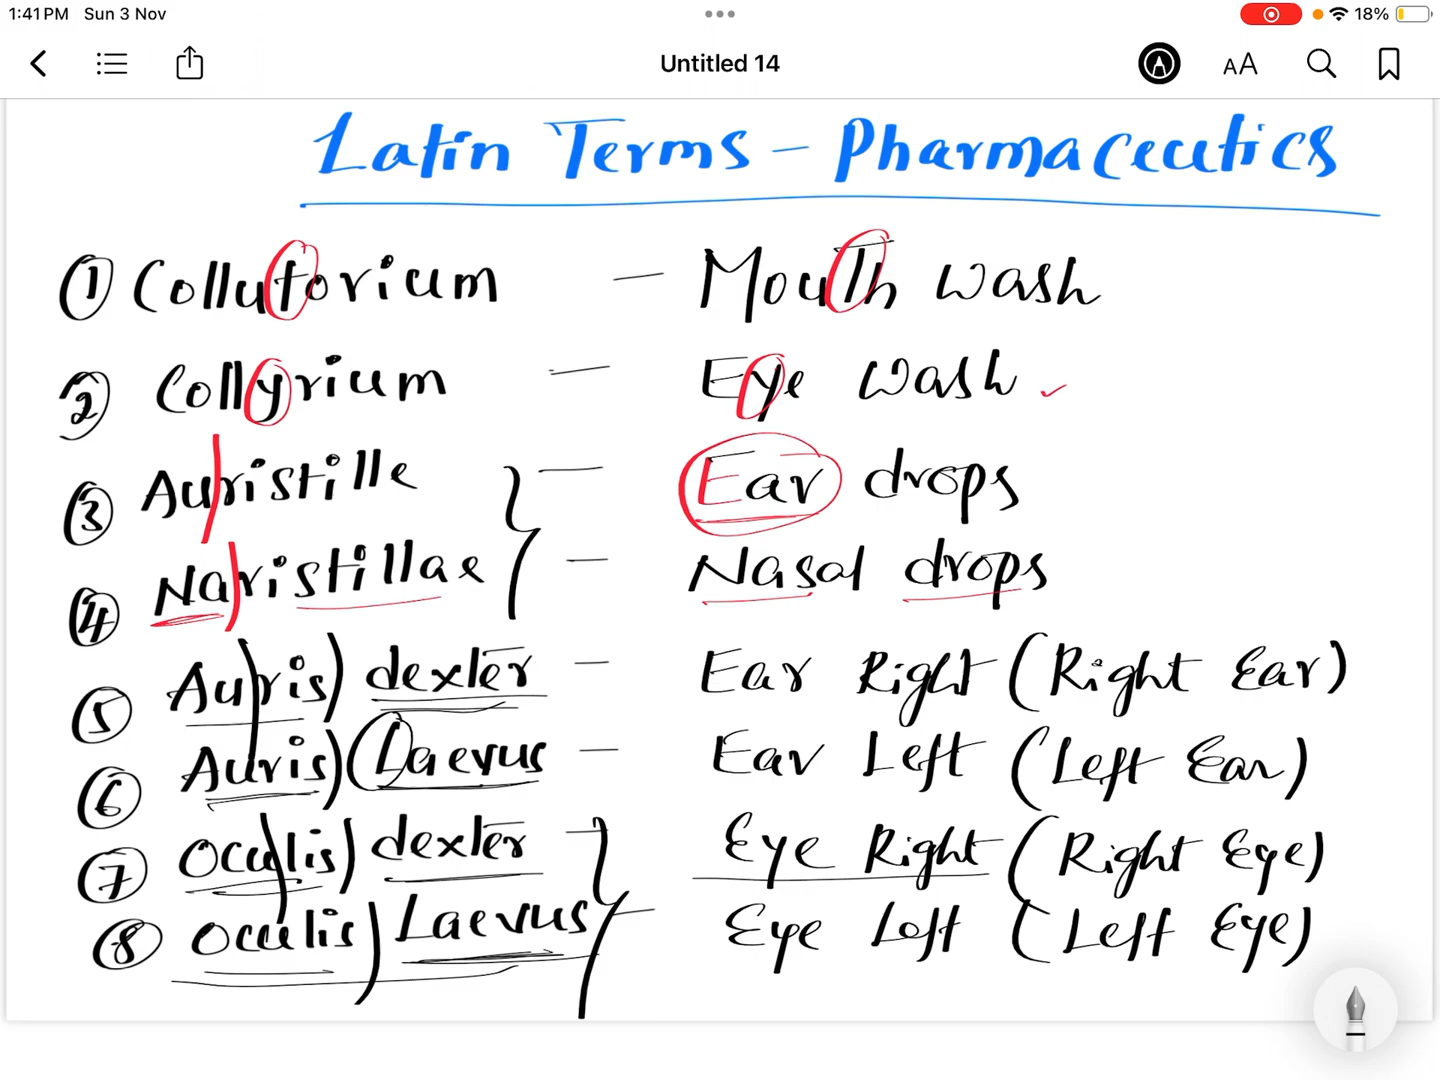 1:41 PM Sun 3 Nov 18%
Untitled 14 AA
Latin Terms - Pharmaceutics
① Collutorium — Mouth wash
② Collyrium — Eye wash
③ Auristille — Ear drops
④ Naristillae — Nasal drops
⑤ Auris) dexter — Ear Right (Right Ear)
⑥ Auris) (Laevus — Ear Left (Left Ear)
⑦ Oculis) dexter — Eye Right (Right Eye)
⑧ Occulis) Laevus — Eye Left (Left Eye)